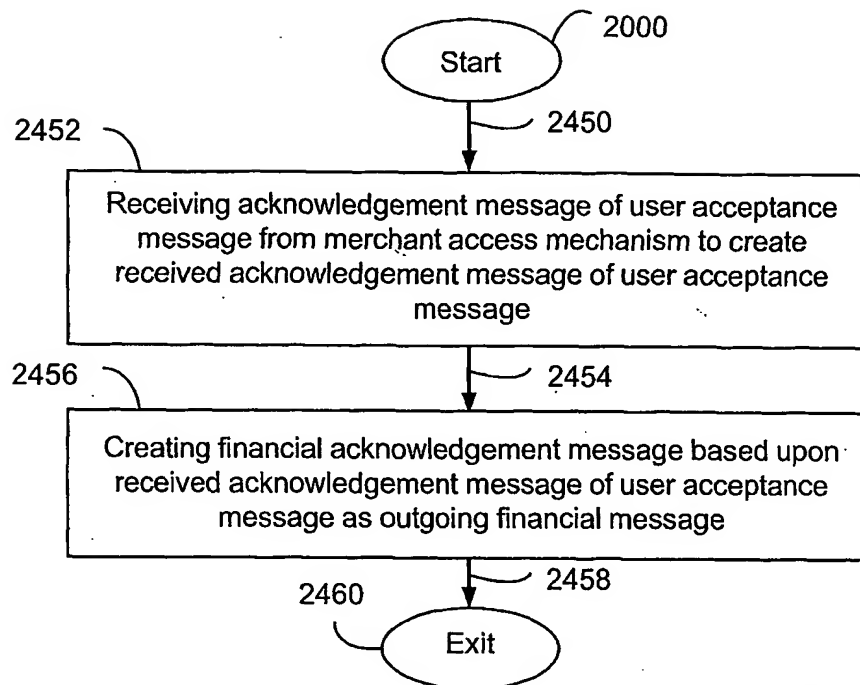 2000
Start
2450
2452
Receiving acknowledgement message of user acceptance
message from merchant access mechanism to create
received acknowledgement message of user acceptance
message
2456
2454
Creating financial acknowledgement message based upon
received acknowledgement message of user acceptance
message as outgoing financial message
2458
2460
Exit